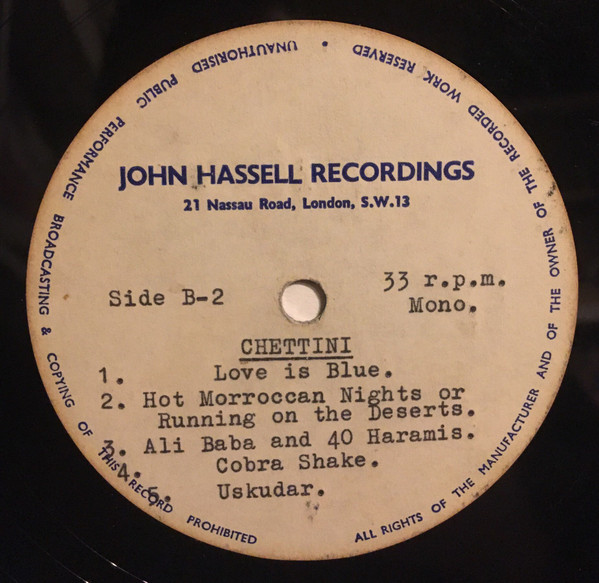 ALL RIGHTS OF THE MANUFACTURER AND OF THE OWNER OF THE RECORDED WORK RESERVED • UNAUTHORISED PUBLIC PERFORMANCE BROADCASTING & COPYING OF THIS RECORD PROHIBITED
JOHN HASSELL RECORDINGS
21 Nassau Road, London, S.W.13
Side B-2
33 r.p.m.
Mono.
CHETTINI
1. Love is Blue.
2. Hot Morroccan Nights or
Running on the Deserts.
3. Ali Baba and 40 Haramis.
4. Cobra Shake.
5. Uskudar.